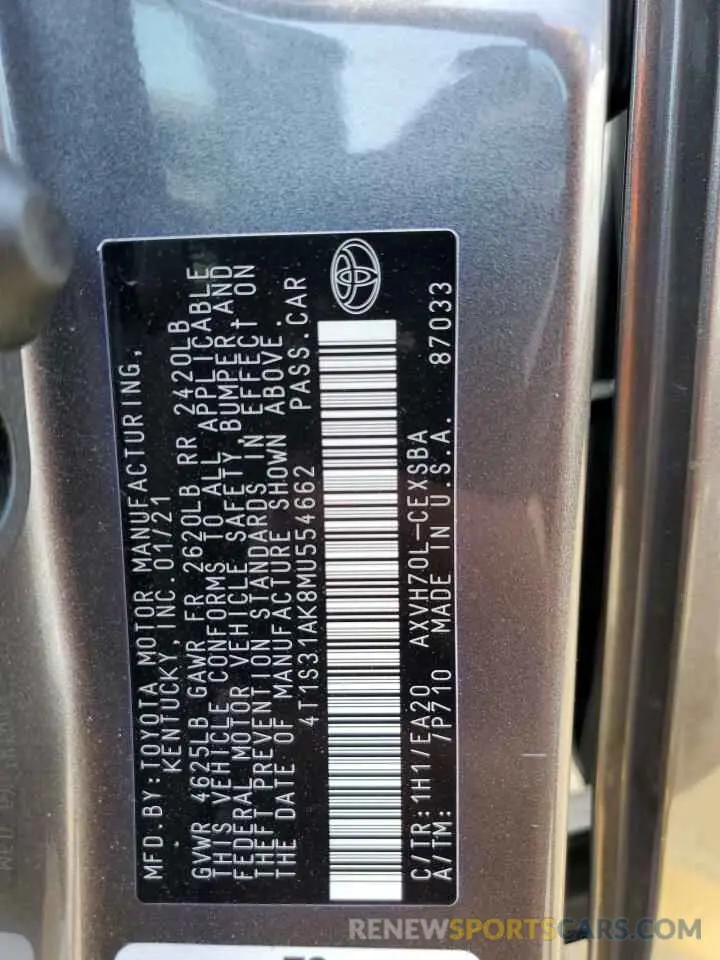 MFD.BY:TOYOTA MOTOR MANUFACTURING,
KENTUCKY, INC.01/21
GVWR 4625LB GAWR FR 2620LB RR 2420LB
THIS VEHICLE CONFORMS TO ALL APPLICABLE
FEDERAL MOTOR VEHICLE SAFETY, BUMPER AND
THEFT PREVENTION STANDARDS IN EFFECT ON
THE DATE OF MANUFACTURE SHOWN ABOVE.
4T1S31AK8MU554662 PASS.CAR
C/TR:1H1/EA20 AXVH70L-CEXSBA
A/TM: /P710 MADE IN U.S.A. 87033
RENEWSPORTSCARS.COM